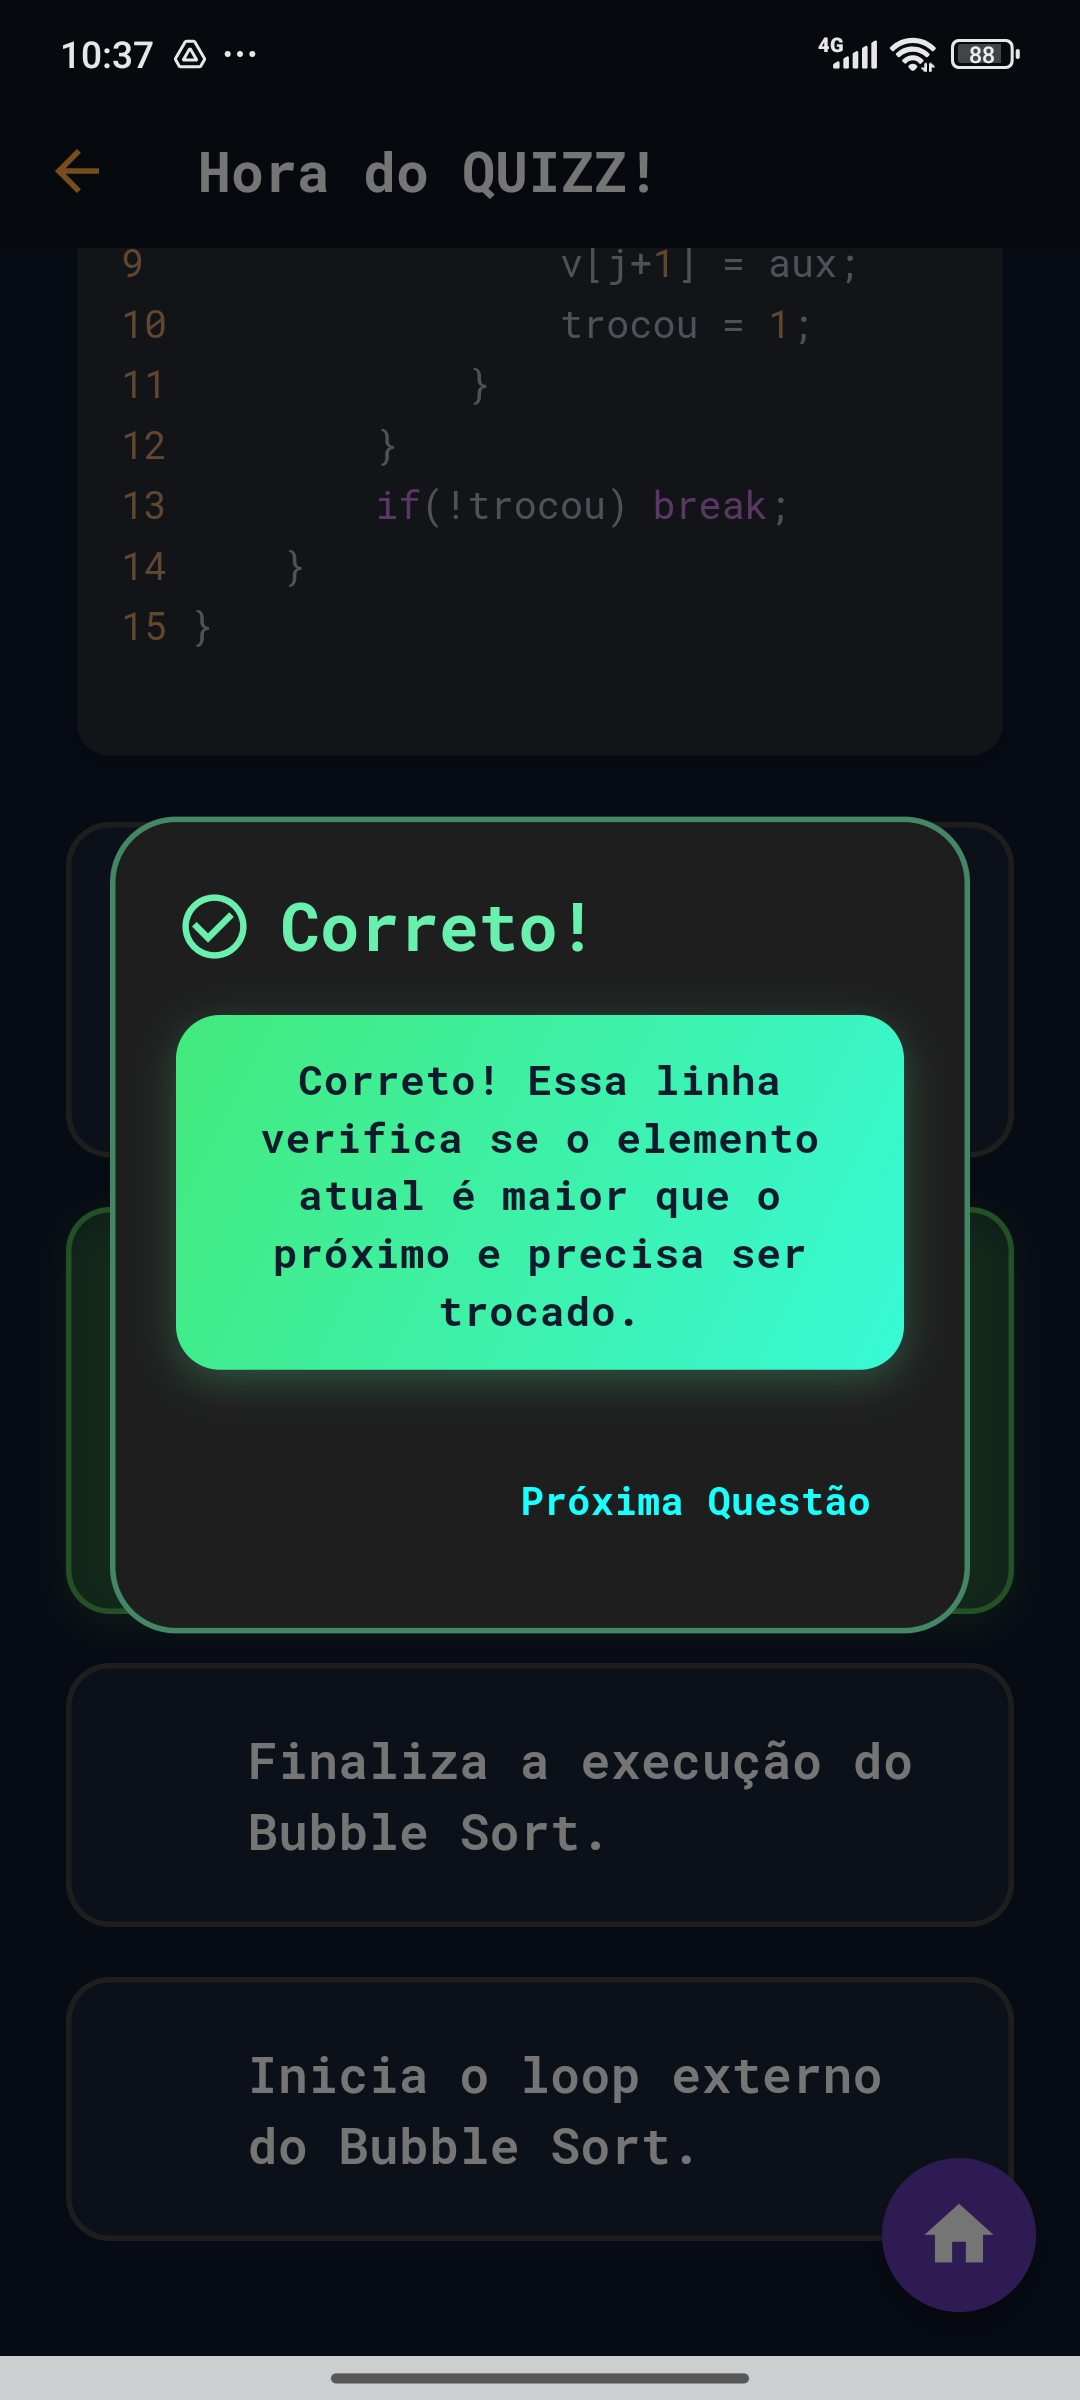 10:37
4G
88
Hora do QUIZZ!
9 v[j+1] = aux;
10 trocou = 1;
11 }
12 }
13 if(!trocou) break;
14 }
15 }
Correto!
Correto! Essa linha
verifica se o elemento
atual é maior que o
próximo e precisa ser
trocado.
Próxima Questão
Finaliza a execução do
Bubble Sort.
Inicia o loop externo
do Bubble Sort.